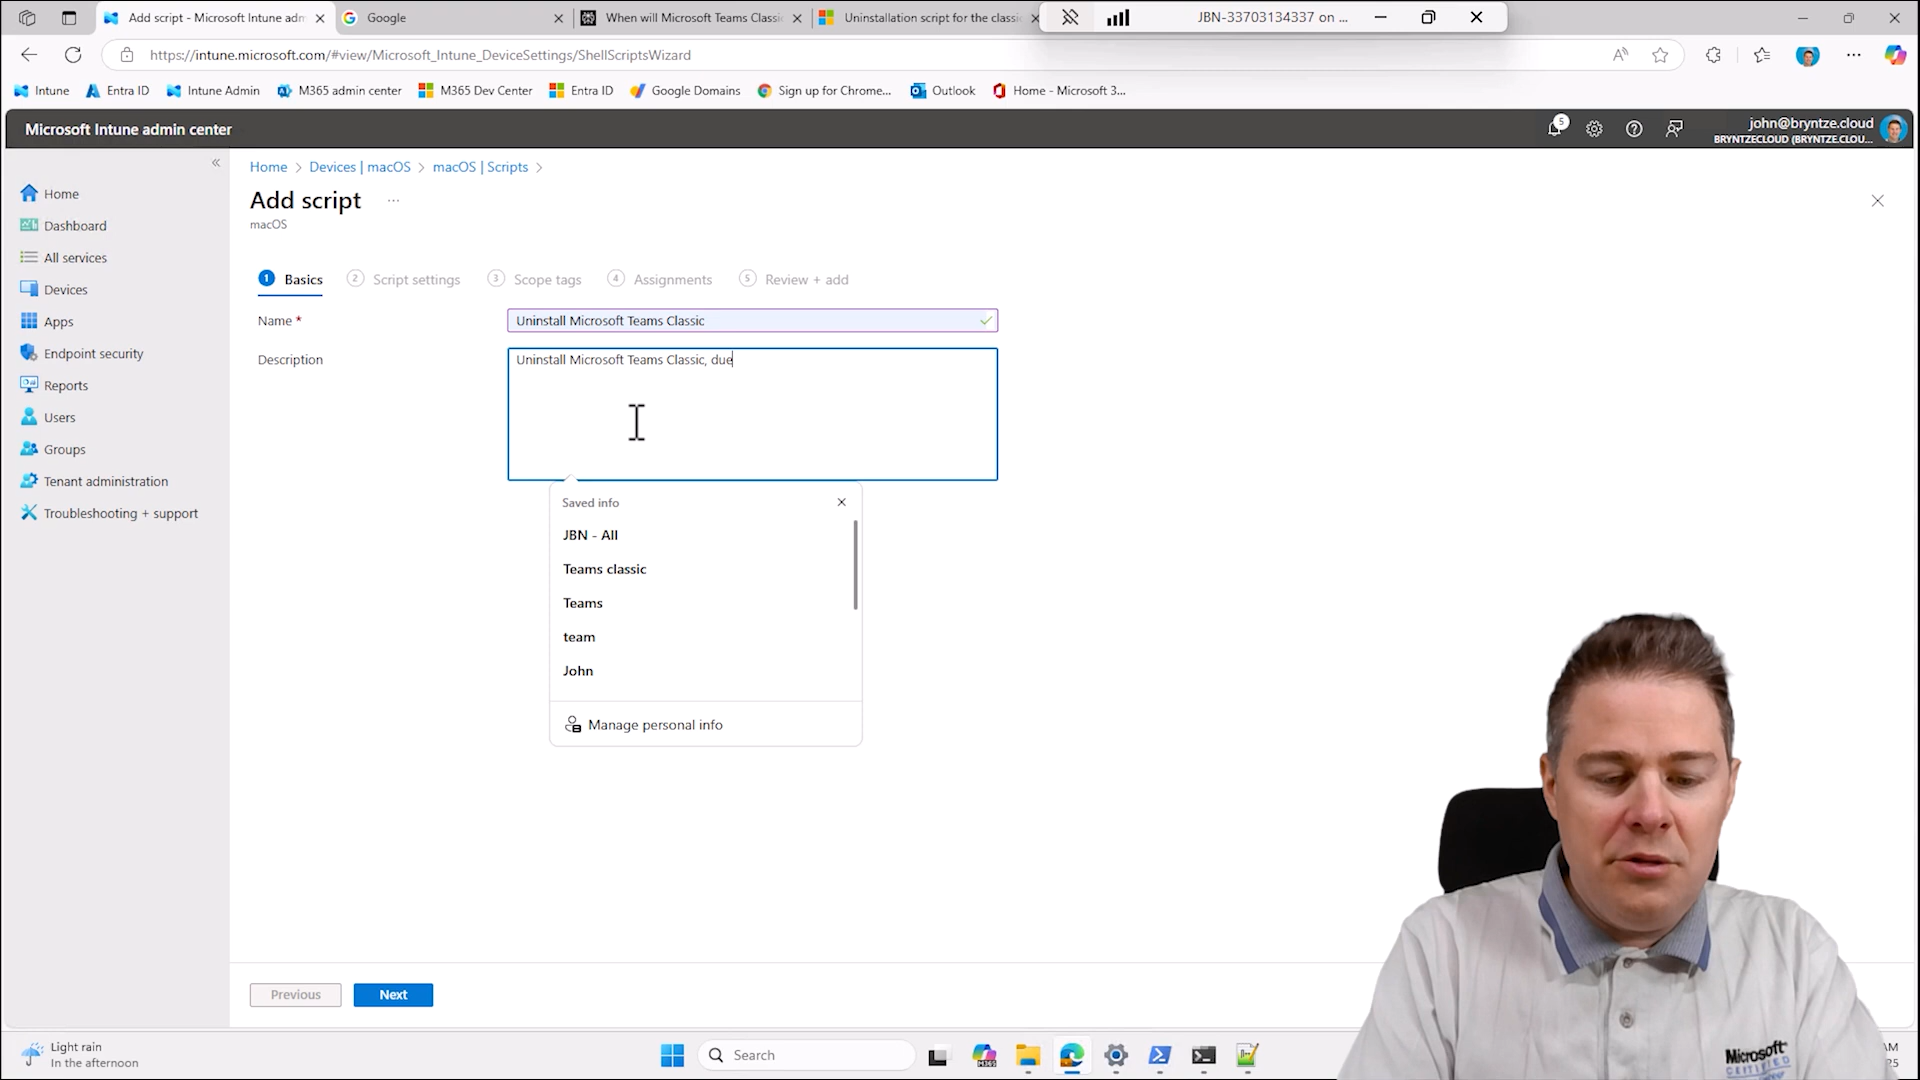 Add script - Microsoft Intune adm
Google
When will Microsoft Teams Classi
Uninstallation script for the classi
JBN-33703134337 on ...
https://intune.microsoft.com/#view/Microsoft_Intune_DeviceSettings/ShellScriptsWizard
Intune
Entra ID
Intune Admin
M365 admin center
M365 Dev Center
Entra ID
Google Domains
Sign up for Chrome...
Outlook
Home - Microsoft 3...
Microsoft Intune admin center
5
john@bryntze.cloud
BRYNTZECLOUD (BRYNTZE.CLOU...
Home > Devices | macOS > macOS | Scripts >
Add script ...
macOS
Home
Dashboard
All services
Devices
Apps
Endpoint security
Reports
Users
Groups
Tenant administration
Troubleshooting + support
1 Basics
2 Script settings
3 Scope tags
4 Assignments
5 Review + add
Name *
Uninstall Microsoft Teams Classic
Description
Uninstall Microsoft Teams Classic, due
Saved info
JBN - All
Teams classic
Teams
team
John
Manage personal info
Previous
Next
Light rain
In the afternoon
Search
M365
AM
25
Microsoft
CERTIFIED